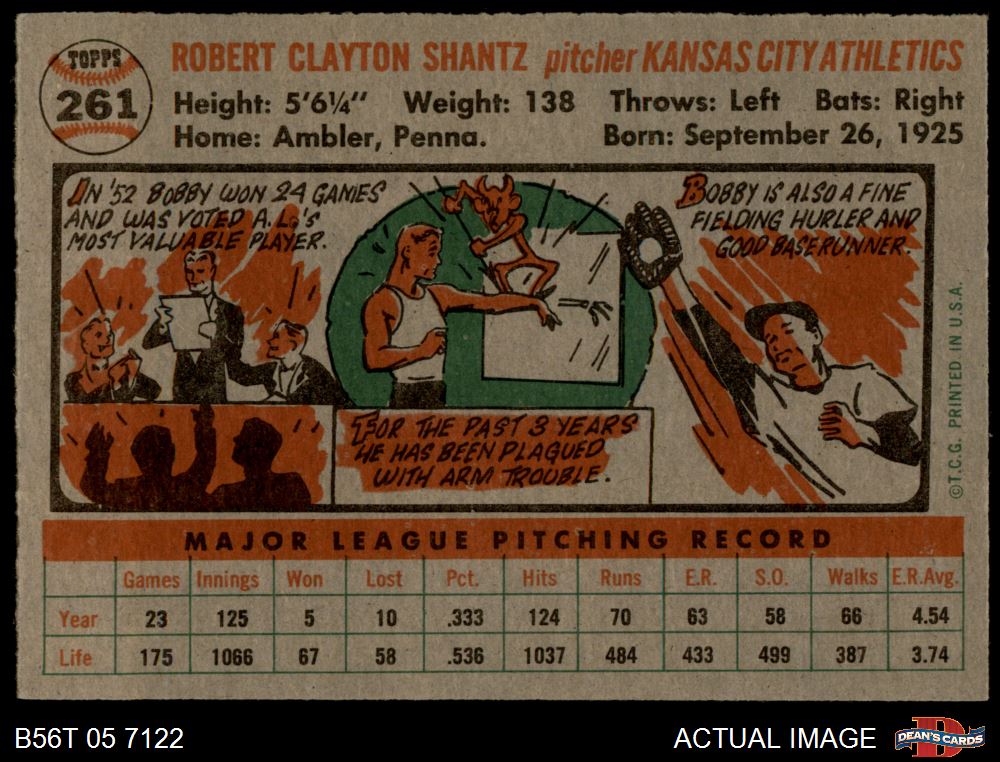 TOPPS
261
ROBERT CLAYTON SHANTZ pitcher KANSAS CITY ATHLETICS
Height: 5'6¼" Weight: 138 Throws: Left Bats: Right
Home: Ambler, Penna. Born: September 26, 1925
IN '52 BOBBY WON 24 GAMES
AND WAS VOTED A.L.'s
MOST VALUABLE PLAYER.
FOR THE PAST 3 YEARS
HE HAS BEEN PLAGUED
WITH ARM TROUBLE.
BOBBY IS ALSO A FINE
FIELDING HURLER AND
GOOD BASERUNNER.
©T.C.G. PRINTED IN U.S.A.
MAJOR LEAGUE PITCHING RECORD
Games Innings Won Lost Pct. Hits Runs E.R. S.O. Walks E.R.Avg.
Year 23 125 5 10 .333 124 70 63 58 66 4.54
Life 175 1066 67 58 .536 1037 484 433 499 387 3.74
B56T 05 7122
ACTUAL IMAGE
DEAN'S CARDS